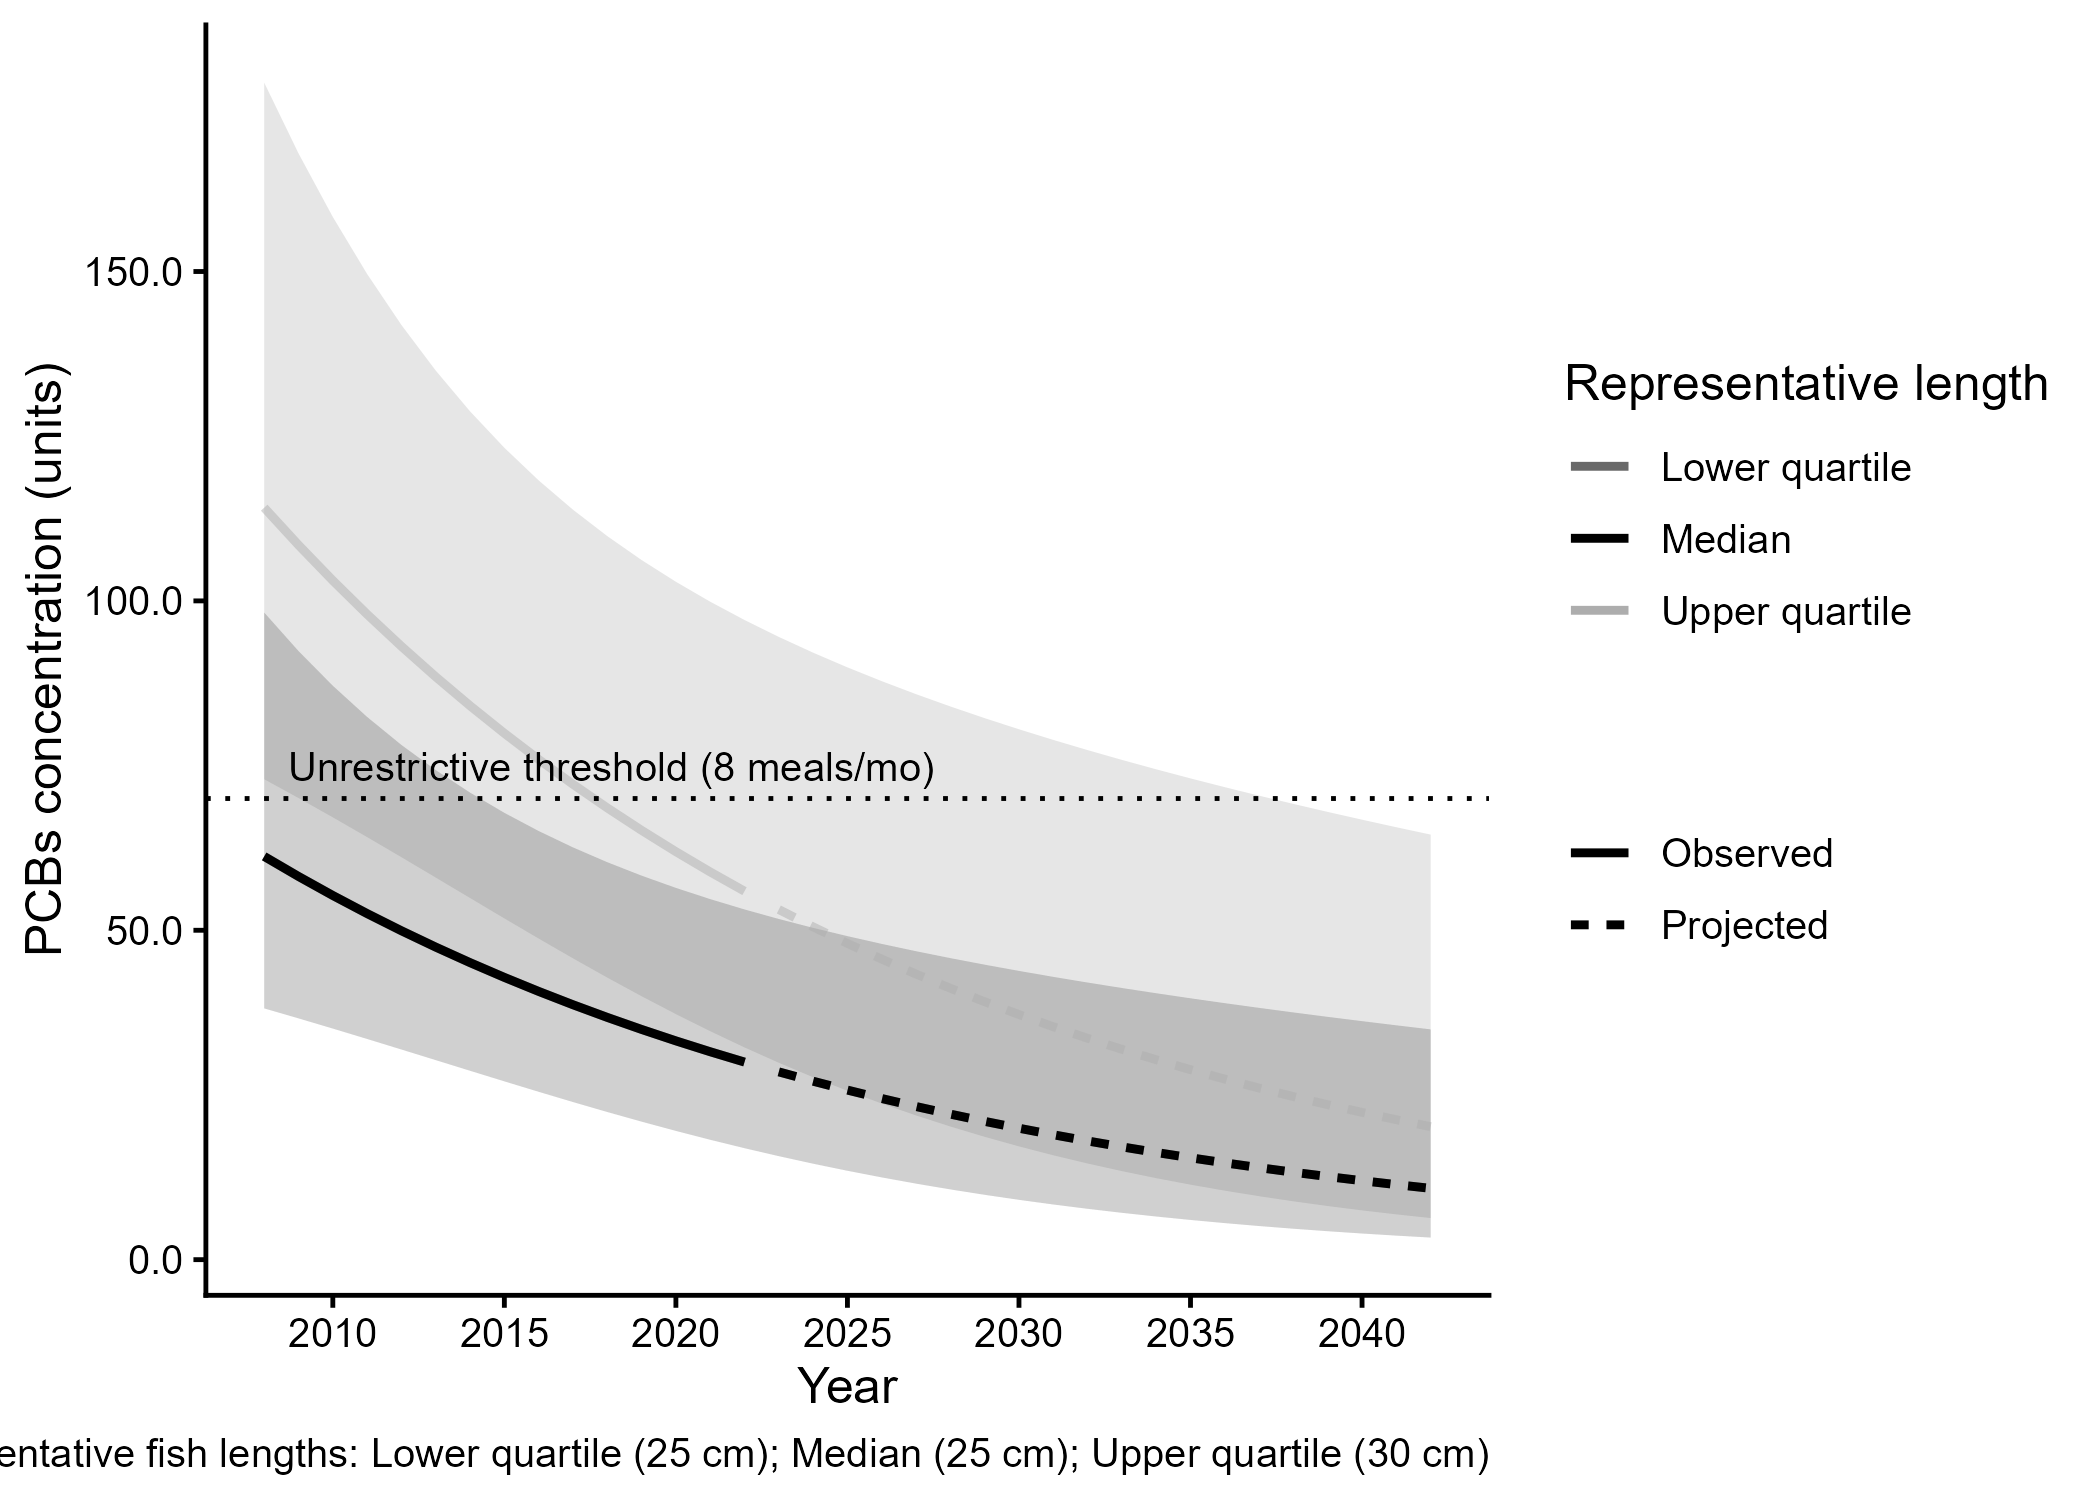 PCBs concentration (units)
150.0
100.0
50.0
0.0
Unrestrictive threshold (8 meals/mo)
2010 2015 2020 2025 2030 2035 2040
Year
Representative length
Lower quartile
Median
Upper quartile
Observed
Projected
fish lengths: Lower quartile (25 cm); Median (25 cm); Upper quartile (30 cm)